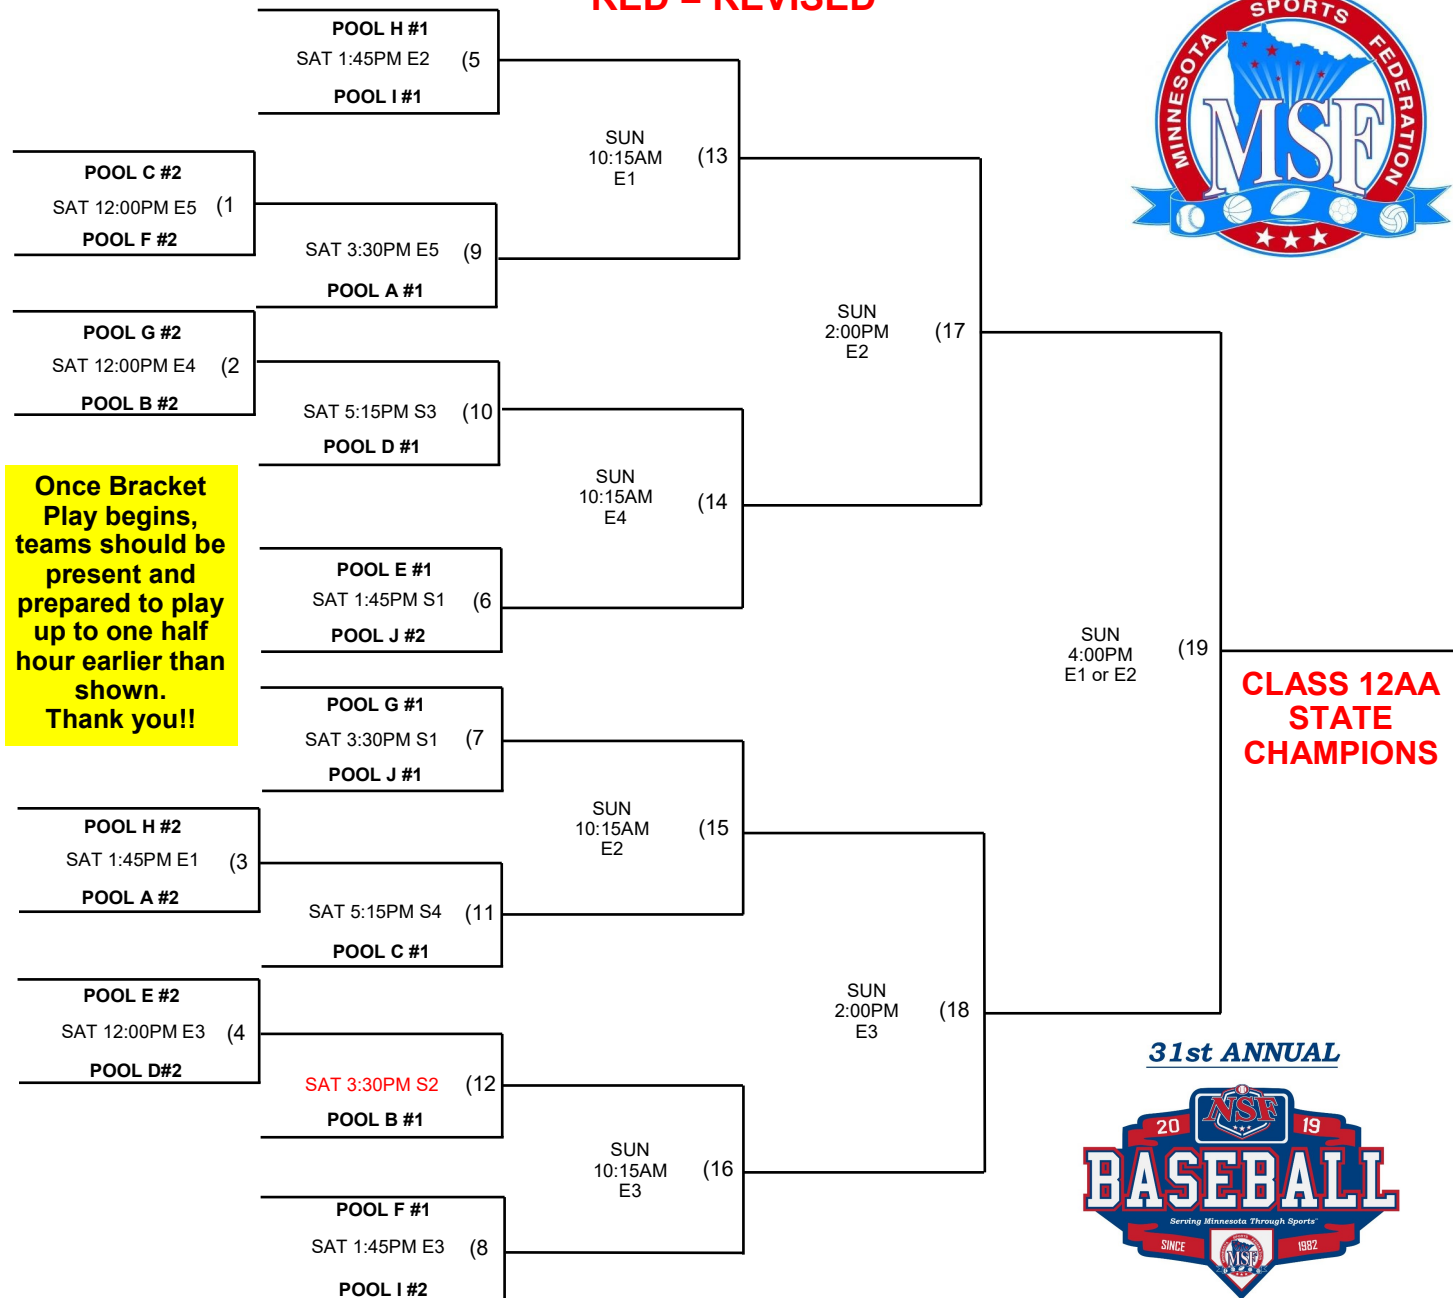 RED = REVISED
POOL H #1
SAT 1:45PM E2 (5
POOL I #1
SUN
10:15AM (13
E1
POOL C #2
SAT 12:00PM E5 (1
POOL F #2
SAT 3:30PM E5 (9
POOL A #1
POOL G #2
SAT 12:00PM E4 (2
POOL B #2
SUN
2:00PM (17
E2
SAT 5:15PM S3 (10
POOL D #1
SUN
10:15AM (14
E4
Once Bracket
Play begins,
teams should be
present and
prepared to play
up to one half
hour earlier than
shown.
Thank you!!
POOL E #1
SAT 1:45PM S1 (6
POOL J #2
SUN
4:00PM (19
E1 or E2
CLASS 12AA
STATE
CHAMPIONS
POOL G #1
SAT 3:30PM S1 (7
POOL J #1
SUN
10:15AM (15
E2
POOL H #2
SAT 1:45PM E1 (3
POOL A #2
SAT 5:15PM S4 (11
POOL C #1
POOL E #2
SAT 12:00PM E3 (4
POOL D#2
SUN
2:00PM (18
E3
SAT 3:30PM S2 (12
POOL B #1
SUN
10:15AM (16
E3
POOL F #1
SAT 1:45PM E3 (8
POOL I #2
MINNESOTA SPORTS FEDERATION
MSF
31st ANNUAL
NSF
20 19
BASEBALL
Serving Minnesota Through Sports
SINCE 1982
MSF